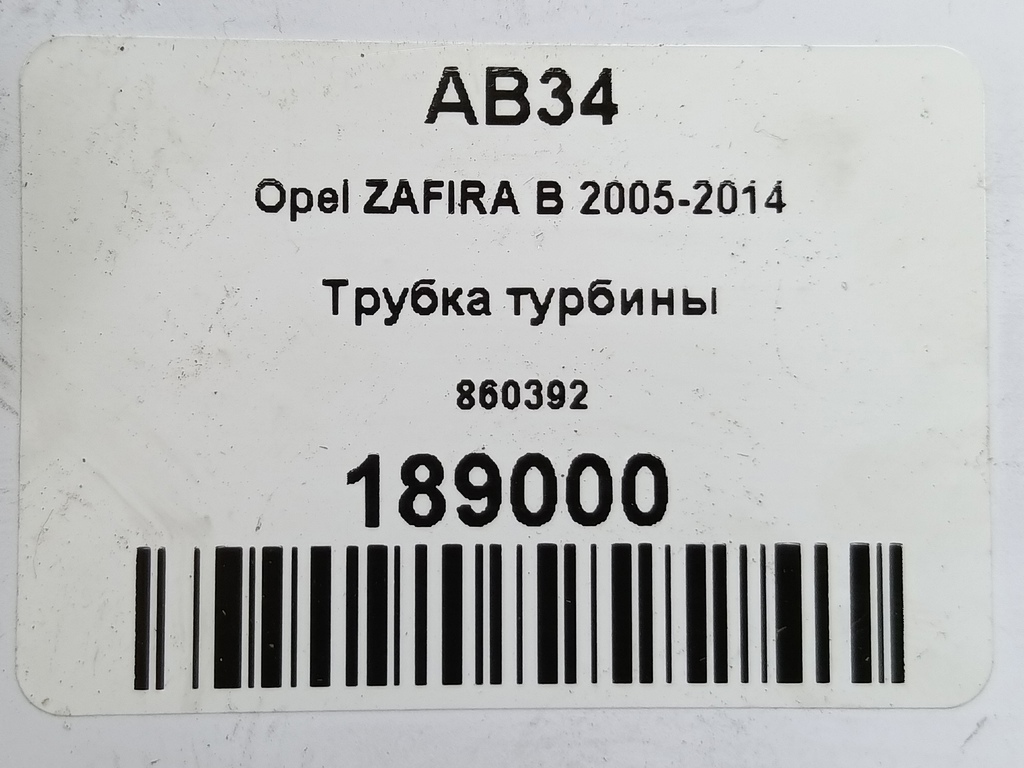 AB34
Opel ZAFIRA B 2005-2014
Трубка турбины
860392
189000